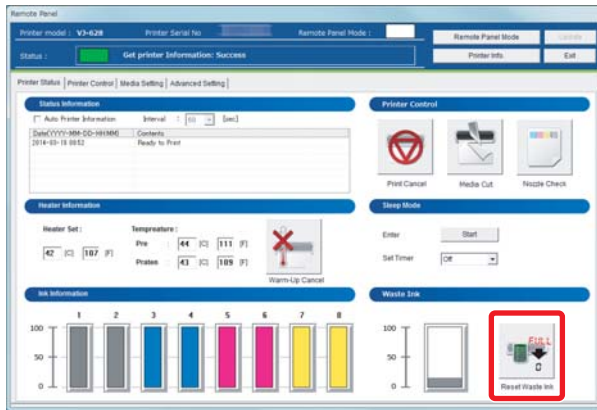 Remote Panel
Printer model : VJ-628
Printer Serial No
Remote Panel Mode :
Remote Panel Mode
Status :
Get printer Information: Success
Printer Info.
Exit
Printer Status
Printer Control
Media Setting
Advanced Setting
Status Information
Auto Printer Information
Interval : 60 [sec]
Date(YYYY-MM-DD-HH:MM)
Contents
Ready to Print
Printer Control
Print Cancel
Media Cut
Nozzle Check
Heater Information
Heater Set :
42 [C] 107 [F]
Tempreature :
Pre : 44 [C] 111 [F]
Praten : 43 [C] 109 [F]
Warm-Up Cancel
Sleep Mode
Enter
Start
Set Timer
Off
Ink Information
1 2 3 4 5 6 7 8
100
50
0
Waste Ink
100
50
0
FULL
0
Reset Waste Ink